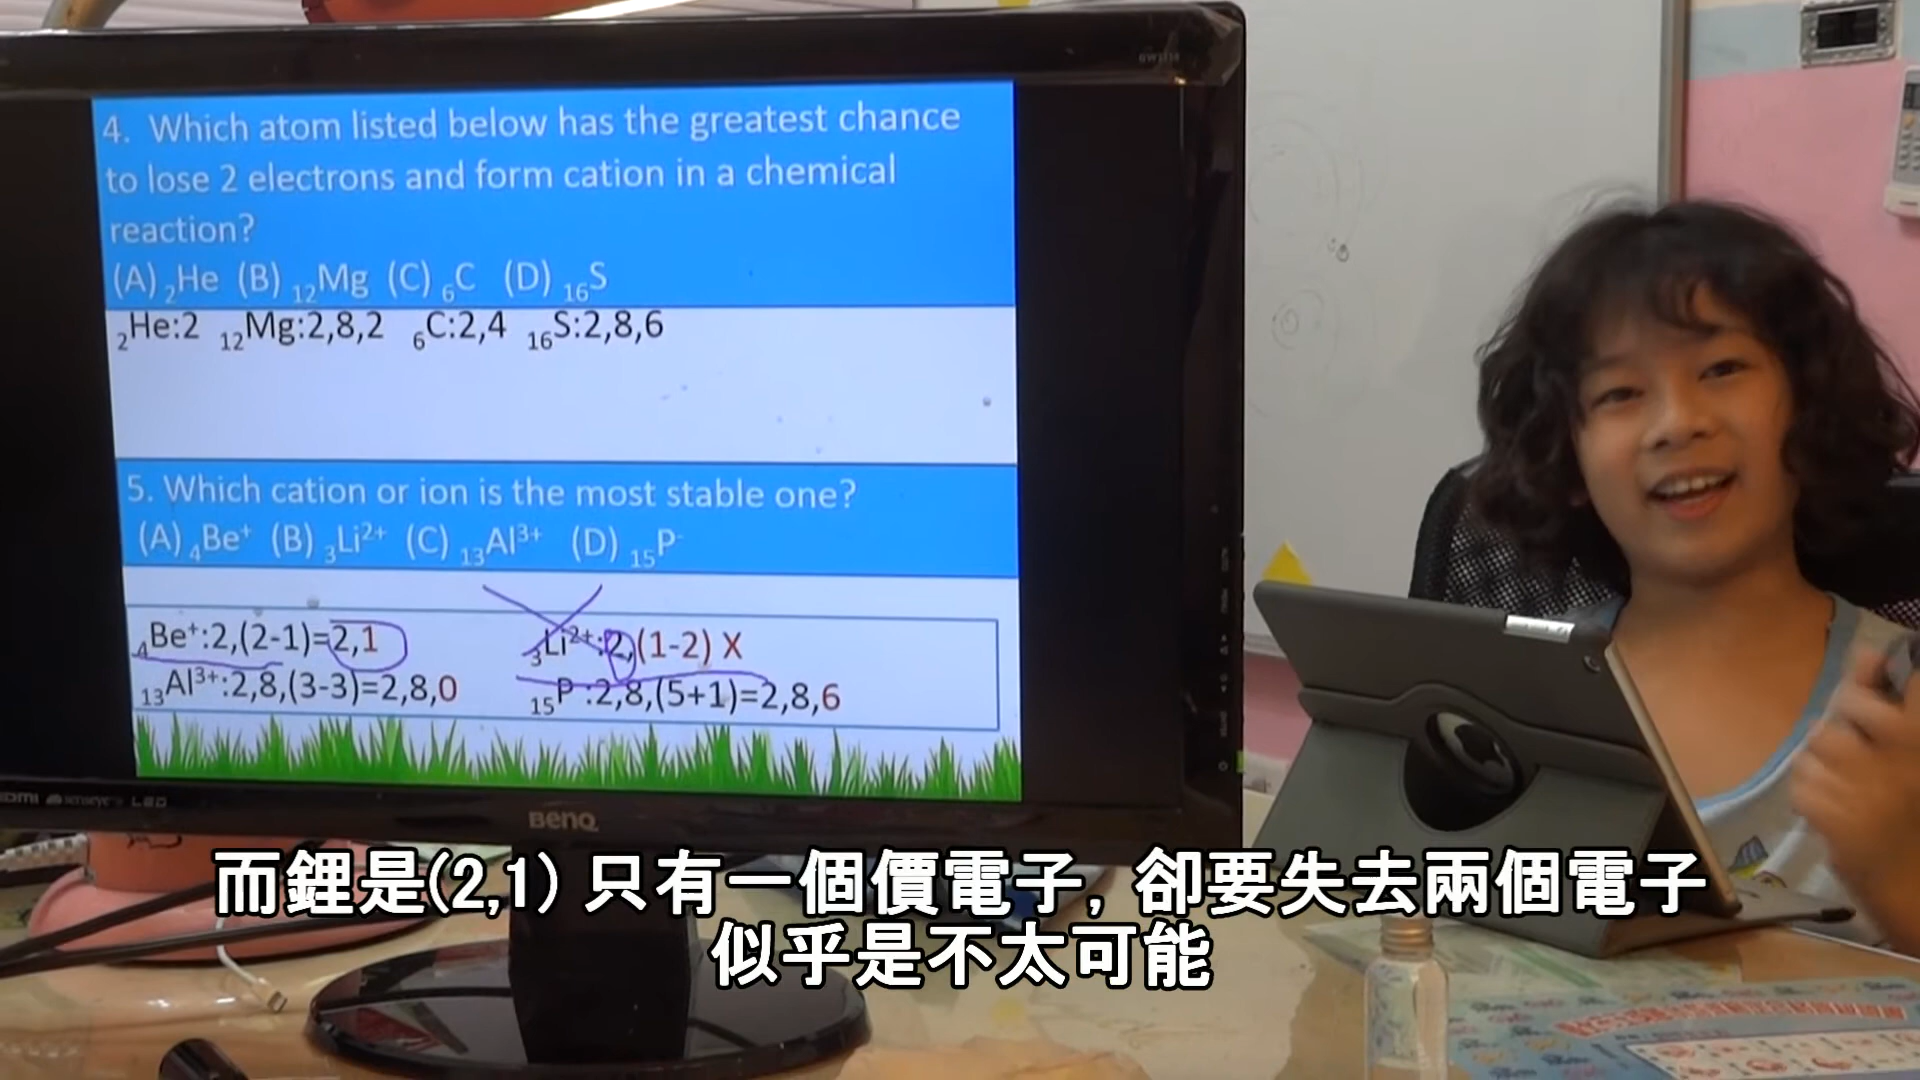 4. Which atom listed below has the greatest chance
to lose 2 electrons and form cation in a chemical
reaction?
(A) ₂He (B) ₁₂Mg (C) ₆C (D) ₁₆S
₂He:2 ₁₂Mg:2,8,2 ₆C:2,4 ₁₆S:2,8,6
5. Which cation or ion is the most stable one?
(A) ₄Be⁺ (B) ₃Li²⁺ (C) ₁₃Al³⁺ (D) ₁₅P⁻
₄Be⁺:2,(2-1)=2,1 ₃Li²⁺:2,(1-2) X
₁₃Al³⁺:2,8,(3-3)=2,8,0 ₁₅P⁻:2,8,(5+1)=2,8,6
BenQ
而鋰是(2,1) 只有一個價電子, 卻要失去兩個電子
似乎是不太可能